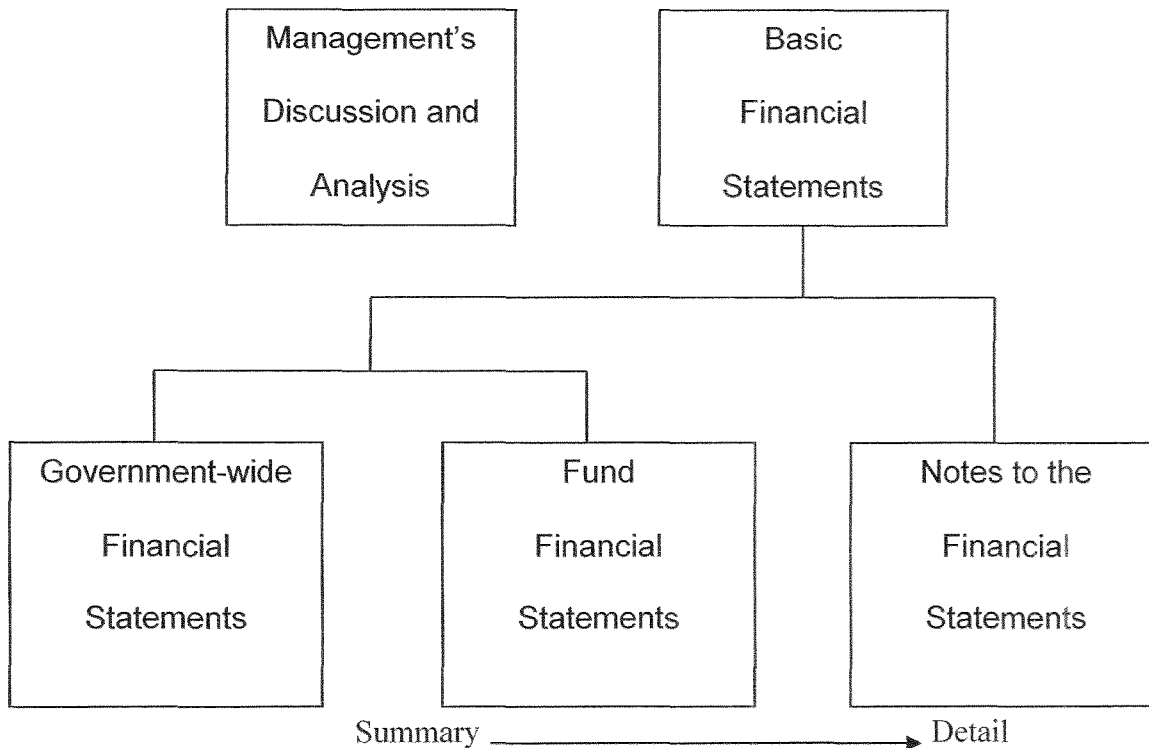 Management's
Discussion and
Analysis
Basic
Financial
Statements
Government-wide
Financial
Statements
Fund
Financial
Statements
Notes to the
Financial
Statements
Summary
Detail